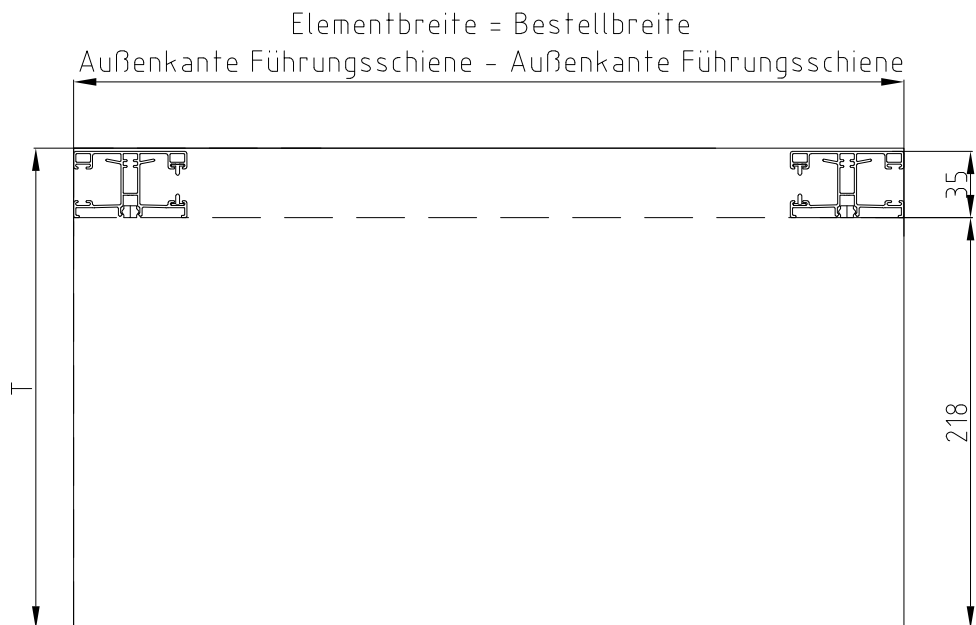 Elementbreite = Bestellbreite
Außenkante Führungsschiene - Außenkante Führungsschiene
35
T
218